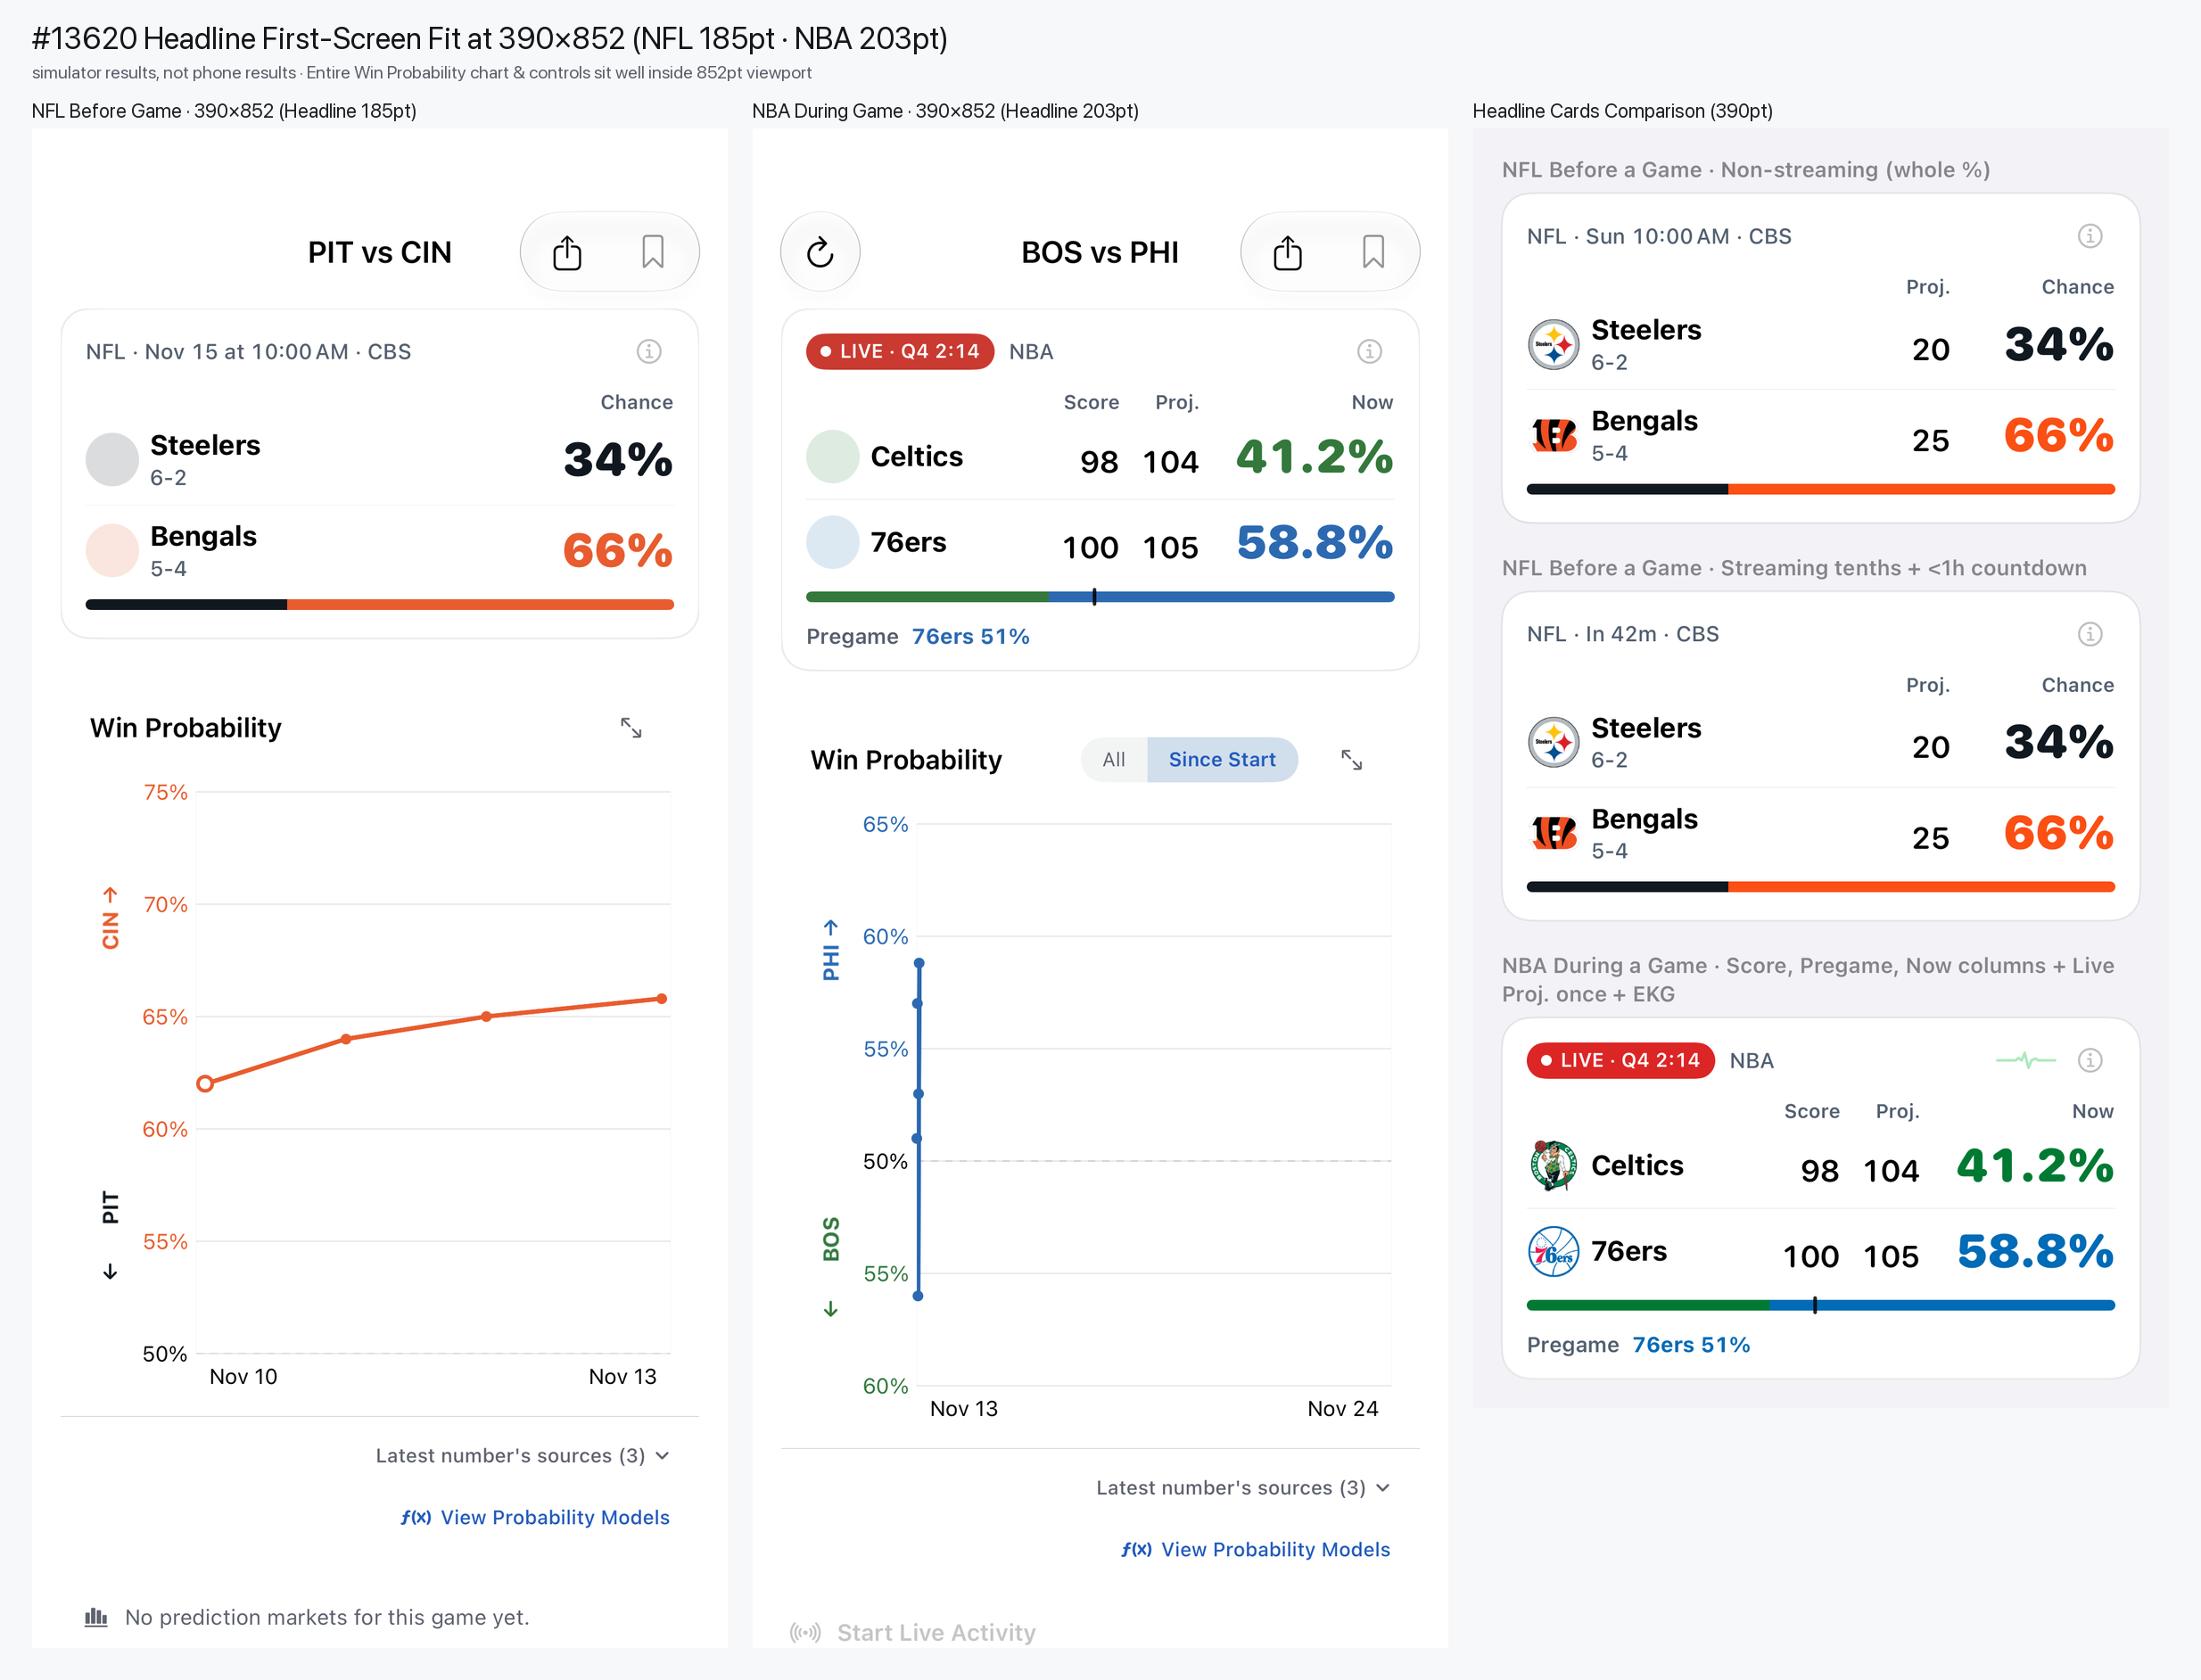 #13620 Headline First-Screen Fit at 390×852 (NFL 185pt · NBA 203pt)
simulator results, not phone results · Entire Win Probability chart & controls sit well inside 852pt viewport
NFL Before Game · 390×852 (Headline 185pt)
PIT vs CIN
NFL · Nov 15 at 10:00 AM · CBS
Chance
Steelers
34%
6-2
Bengals
66%
5-4
Win Probability
75%
70%
65%
60%
55%
50%
CIN →
← PIT
Nov 10
Nov 13
Latest number's sources (3)
f(x) View Probability Models
No prediction markets for this game yet.
NBA During Game · 390×852 (Headline 203pt)
BOS vs PHI
LIVE · Q4 2:14
NBA
Score Proj. Now
Celtics 98 104 41.2%
76ers 100 105 58.8%
Pregame 76ers 51%
Win Probability
All
Since Start
65%
60%
55%
50%
55%
60%
PHI →
← BOS
Nov 13
Nov 24
Latest number's sources (3)
f(x) View Probability Models
Start Live Activity
Headline Cards Comparison (390pt)
NFL Before a Game · Non-streaming (whole %)
NFL · Sun 10:00 AM · CBS
Proj. Chance
Steelers
Steelers 20 34%
6-2
Bengals 25 66%
5-4
NFL Before a Game · Streaming tenths + <1h countdown
NFL · In 42m · CBS
Proj. Chance
Steelers
Steelers 20 34%
6-2
Bengals 25 66%
5-4
NBA During a Game · Score, Pregame, Now columns + Live
Proj. once + EKG
LIVE · Q4 2:14
NBA
Score Proj. Now
Celtics 98 104 41.2%
76ers
76ers 100 105 58.8%
Pregame 76ers 51%